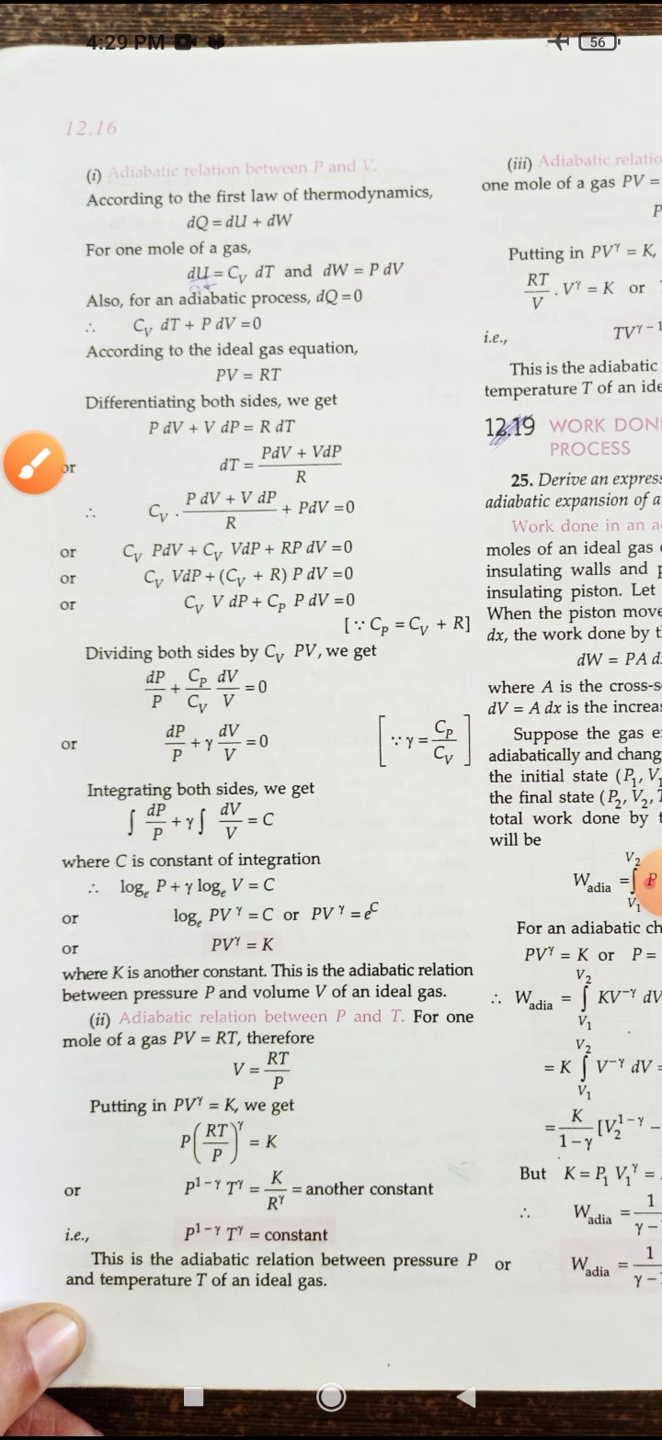 4:29 PM
56
12.16
(i) Adiabatic relation between P and V.
According to the first law of thermodynamics,
dQ = dU + dW
For one mole of a gas,
dU = C_V dT and dW = P dV
Also, for an adiabatic process, dQ = 0
∴ C_V dT + P dV = 0
According to the ideal gas equation,
PV = RT
Differentiating both sides, we get
P dV + V dP = R dT
or dT = (PdV + VdP)/R
∴ C_V . (P dV + V dP)/R + PdV = 0
or C_V PdV + C_V VdP + RP dV = 0
or C_V VdP + (C_V + R) P dV = 0
or C_V V dP + C_P P dV = 0
[∵ C_P = C_V + R]
Dividing both sides by C_V PV, we get
dP/P + C_P/C_V dV/V = 0
or dP/P + γ dV/V = 0 [∵ γ = C_P/C_V]
Integrating both sides, we get
∫ dP/P + γ ∫ dV/V = C
where C is constant of integration
∴ log_e P + γ log_e V = C
or log_e PV^γ = C or PV^γ = e^C
or PV^γ = K
where K is another constant. This is the adiabatic relation
between pressure P and volume V of an ideal gas.
(ii) Adiabatic relation between P and T. For one
mole of a gas PV = RT, therefore
V = RT/P
Putting in PV^γ = K, we get
P(RT/P)^γ = K
or P^(1-γ) T^γ = K/R^γ = another constant
i.e., P^(1-γ) T^γ = constant
This is the adiabatic relation between pressure P
and temperature T of an ideal gas.
(iii) Adiabatic
one mole of a gas PV =
P
Putting in PV^γ = K,
RT/V . V^γ = K or
i.e., TV^(γ-1
This is the adiabatic
temperature T of an
12.19 WORK
PROCESS
25. Derive an
adiabatic expansion of
Work done in an
moles of an ideal gas
insulating walls and
insulating piston. Let
When the piston
dx, the work done by
dW = PA
where A is the
dV = A dx is the
Suppose the gas
adiabatically and
the initial state (P_1, V_1
the final state (P_2, V_2,
total work done by
will be
W_adia = ∫_V_1^V_2 P
For an adiabatic
PV^γ = K or P =
∴ W_adia = ∫_V_1^V_2 KV^-γ dV
= K ∫_V_1^V_2 V^-γ dV =
= K/(1-γ) [V_2^(1-γ) -
But K = P_1 V_1^γ =
∴ W_adia = 1/γ -
or W_adia = 1/γ -